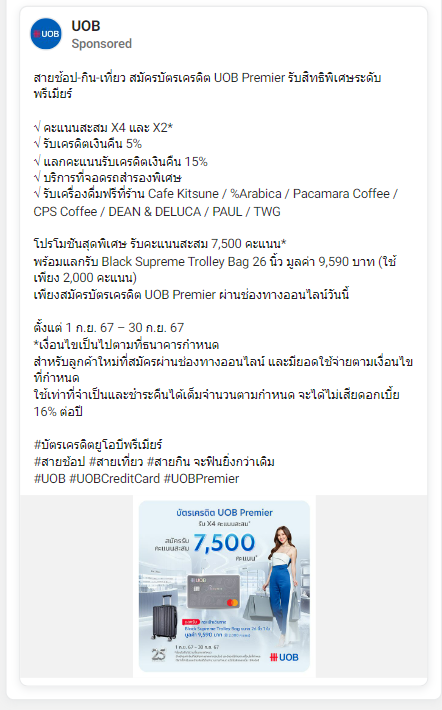 UOB
UOB
Sponsored
สายช้อป-กิน-เที่ยว สมัครบัตรเครดิต UOB Premier รับสิทธิพิเศษระดับ
พรีเมียร์
√ คะแนนสะสม X4 และ X2*
√ รับเครดิตเงินคืน 5%
√ แลกคะแนนรับเครดิตเงินคืน 15%
√ บริการที่จอดรถสำรองพิเศษ
√ รับเครื่องดื่มฟรีที่ร้าน Cafe Kitsune / %Arabica / Pacamara Coffee /
CPS Coffee / DEAN & DELUCA / PAUL / TWG
โปรโมชันสุดพิเศษ รับคะแนนสะสม 7,500 คะแนน*
พร้อมแลกรับ Black Supreme Trolley Bag 26 นิ้ว มูลค่า 9,590 บาท (ใช้
เพียง 2,000 คะแนน)
เพียงสมัครบัตรเครดิต UOB Premier ผ่านช่องทางออนไลน์วันนี้
ตั้งแต่ 1 ก.ย. 67 – 30 ก.ย. 67
*เงื่อนไขเป็นไปตามที่ธนาคารกำหนด
สำหรับลูกค้าใหม่ที่สมัครผ่านช่องทางออนไลน์ และมียอดใช้จ่ายตามเงื่อนไข
ที่กำหนด
ใช้เท่าที่จำเป็นและชำระคืนได้เต็มจำนวนตามกำหนด จะได้ไม่เสียดอกเบี้ย
16% ต่อปี
#บัตรเครดิตยูโอบีพรีเมียร์
#สายช้อป #สายเที่ยว #สายกิน จะฟินยิ่งกว่าเดิม
#UOB #UOBCreditCard #UOBPremier
บัตรเครดิต UOB Premier
รับ X4 คะแนนสะสม*
สมัครรับ
คะแนนสะสม
7,500
คะแนน*
UOB
Black Supreme Trolley Bag ขนาด 26 นิ้ว
มูลค่า 9,590 บาท
1 ก.ย. 67 - 30 ก.ย. 67
25
UOB